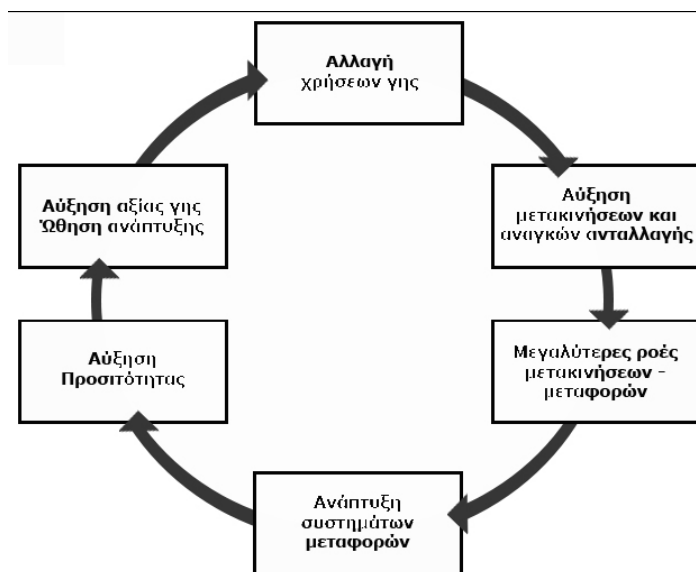 Αλλαγή
χρήσεων γης
Αύξηση
μετακινήσεων και
αναγκών ανταλλαγής
Μεγαλύτερες ροές
μετακινήσεων –
μεταφορών
Ανάπτυξη
συστημάτων
μεταφορών
Αύξηση
Προσιτότητας
Αύξηση αξίας γης
Ώθηση ανάπτυξης